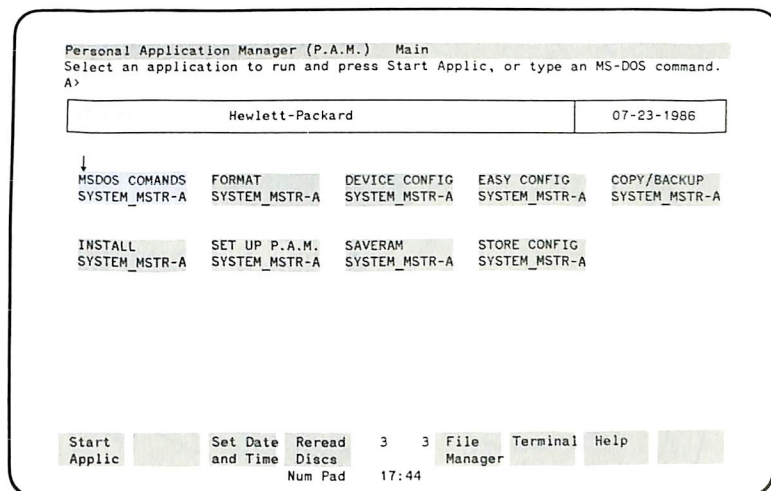 Personal Application Manager (P.A.M.) Main
Select an application to run and press Start Applic, or type an MS-DOS command.
A>
Hewlett-Packard 07-23-1986
MSDOS COMANDS FORMAT DEVICE CONFIG EASY CONFIG COPY/BACKUP
SYSTEM_MSTR-A SYSTEM_MSTR-A SYSTEM_MSTR-A SYSTEM_MSTR-A SYSTEM_MSTR-A
INSTALL SET UP P.A.M. SAVERAM STORE CONFIG
SYSTEM_MSTR-A SYSTEM_MSTR-A SYSTEM_MSTR-A SYSTEM_MSTR-A
Start Set Date Reread 3 3 File Terminal Help
Applic and Time Discs Manager
Num Pad 17:44